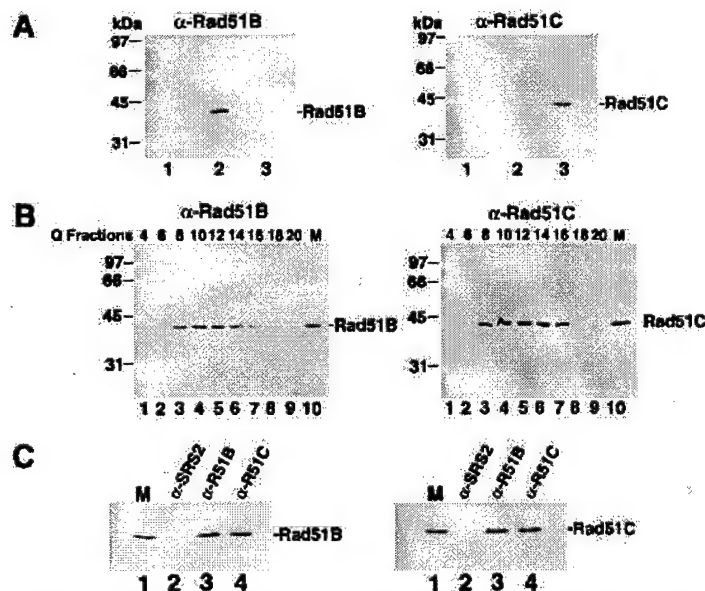 A
kDa α-Rad51B
97–
66–
45–
-Rad51B
31–
1 2 3
kDa α-Rad51C
97–
66–
45–
-Rad51C
31–
1 2 3
B
α-Rad51B
Q Fractions 4 6 8 10 12 14 16 18 20 M
97–
66–
45–
-Rad51B
31–
1 2 3 4 5 6 7 8 9 10
α-Rad51C
4 6 8 10 12 14 16 18 20 M
97–
66–
45–
Rad51C
31–
1 2 3 4 5 6 7 8 9 10
C
M α-SRS2 α-R51B α-R51C
-Rad51B
1 2 3 4
M α-SRS2 α-R51B α-R51C
-Rad51C
1 2 3 4